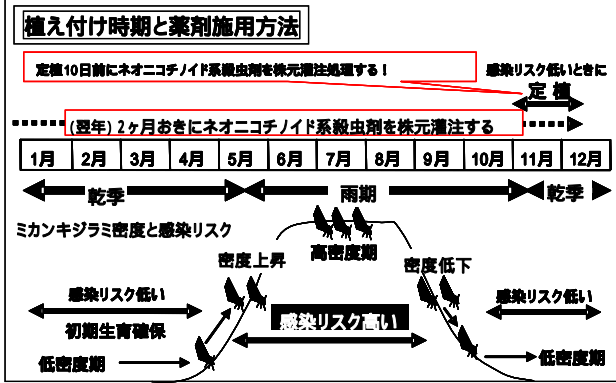 植え付け時期と薬剤施用方法
定植10日前にネオニコチノイド系殺虫剤を株元灌注処理する！
感染リスク低いときに
定 植
(翌年) 2ヶ月おきにネオニコチノイド系殺虫剤を株元灌注する
1月 2月 3月 4月 5月 6月 7月 8月 9月 10月 11月 12月
乾季 雨期 乾季
ミカンキジラミ密度と感染リスク
密度上昇 高密度期 密度低下
感染リスク低い 感染リスク高い 感染リスク低い
初期生育確保
低密度期 低密度期